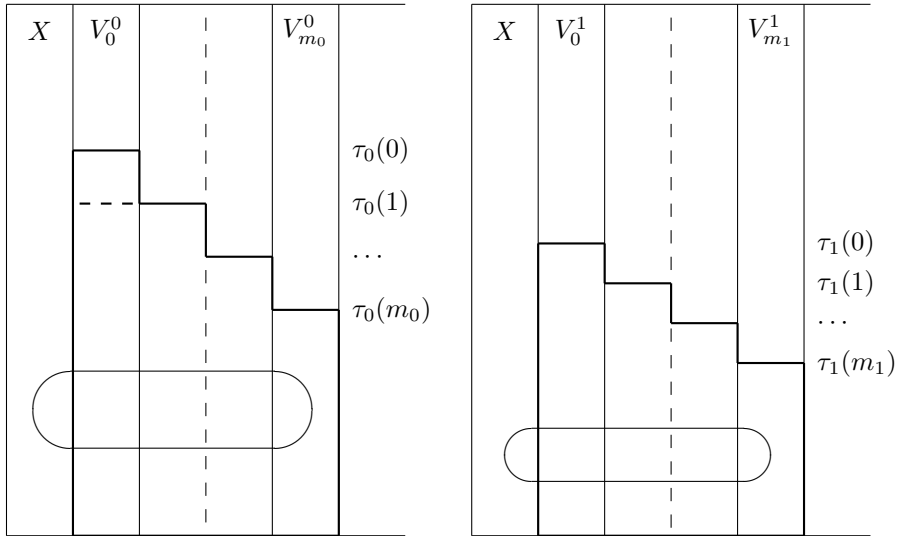 X V_0^0 V_{m_0}^0
τ_0(0)
τ_0(1)
...
τ_0(m_0)
X V_0^1 V_{m_1}^1
τ_1(0)
τ_1(1)
...
τ_1(m_1)